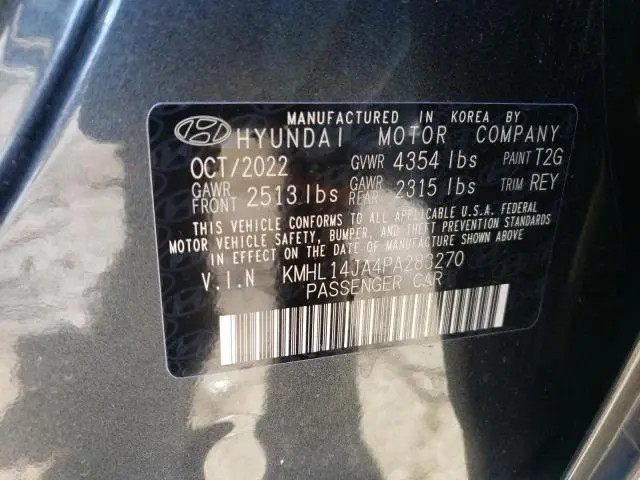 MANUFACTURED IN KOREA BY
HYUNDAI MOTOR COMPANY
OCT/2022 GVWR 4354 lbs PAINT T2G
GAWR FRONT 2513 lbs GAWR REAR 2315 lbs TRIM REY
THIS VEHICLE CONFORMS TO ALL APPLICABLE U.S.A. FEDERAL
MOTOR VEHICLE SAFETY, BUMPER, AND THEFT PREVENTION STANDARDS
IN EFFECT ON THE DATE OF MANUFACTURE SHOWN ABOVE.
V.I.N KMHL14JA4PA283270
PASSENGER CAR